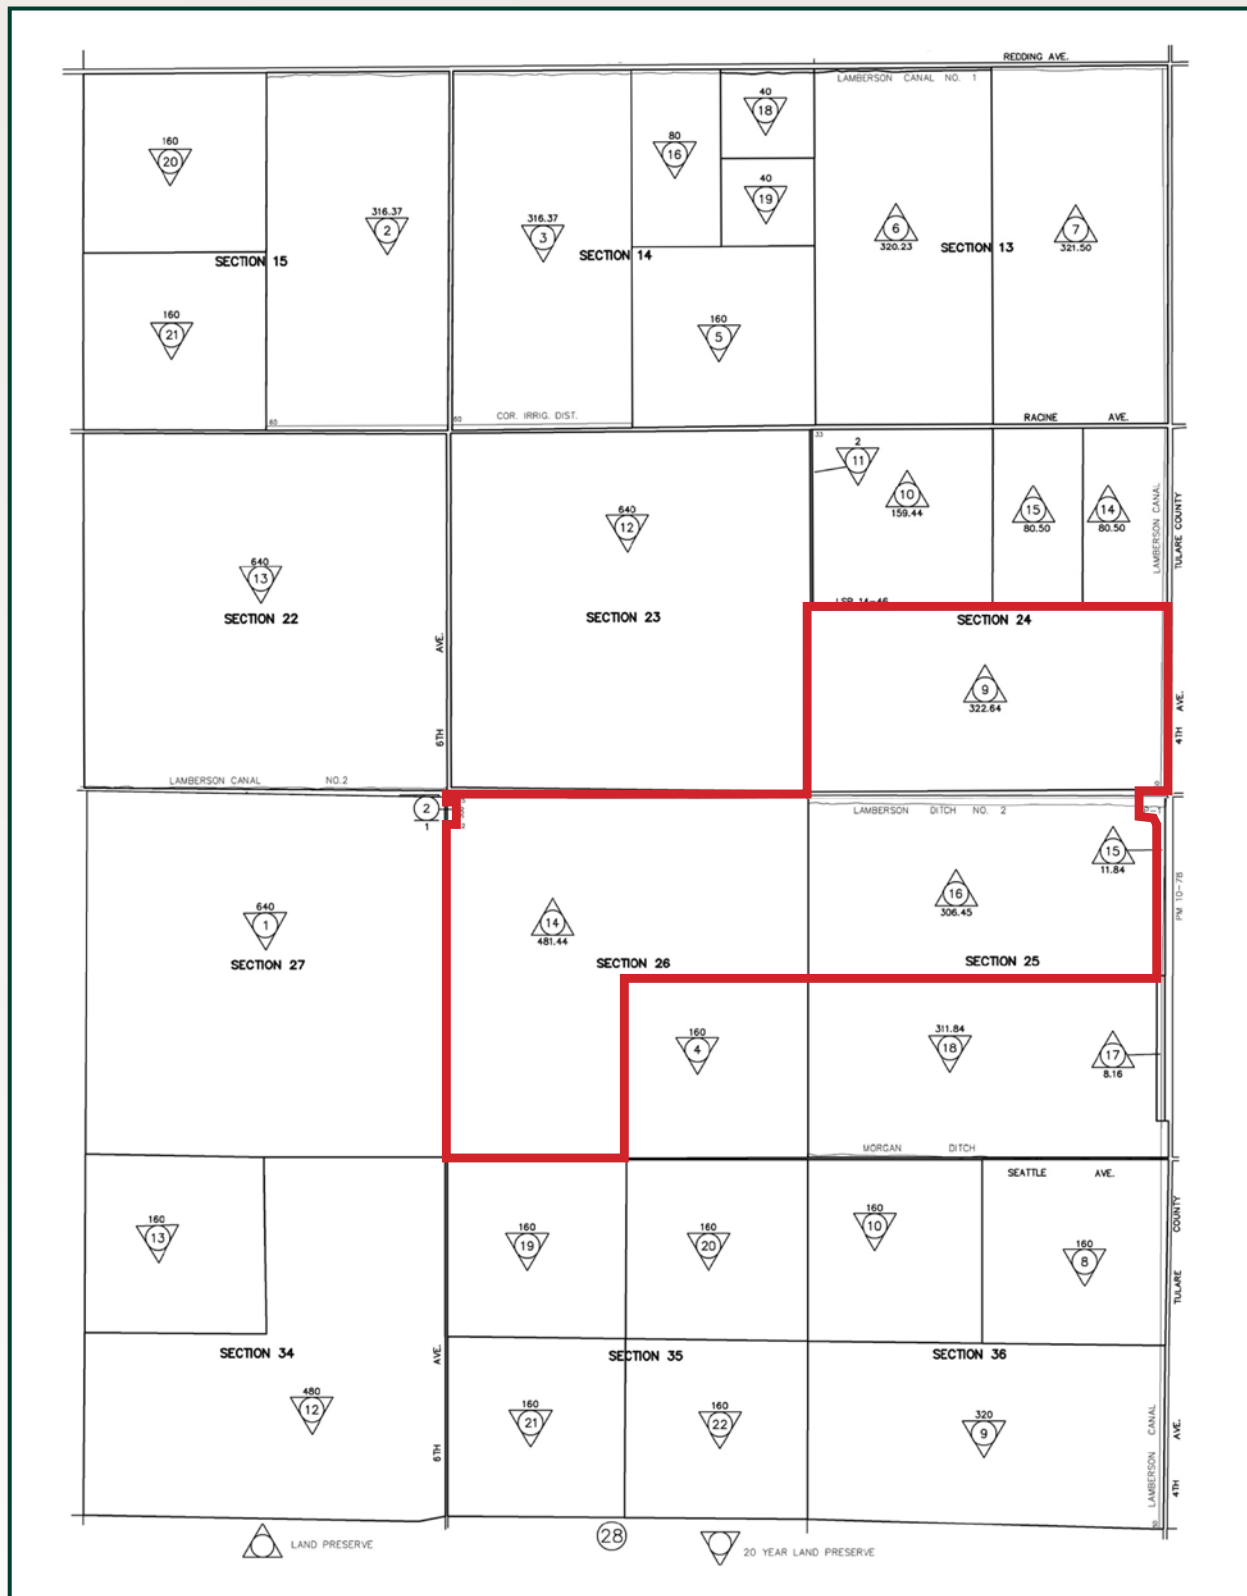 REDDING AVE.
LAMBERSON CANAL NO. 1
160
20
316.37
2
316.37
3
80
16
40
18
40
19
6
320.23
7
321.50
SECTION 15
SECTION 14
SECTION 13
160
21
160
5
60
60
COR. IRRIG. DIST.
RACINE AVE.
33
2
11
10
159.44
15
80.50
14
80.50
LAMBERSON CANAL
TULARE COUNTY
640
13
640
12
LSR 14-46
SECTION 22
SECTION 23
SECTION 24
6TH AVE.
9
322.64
4TH AVE.
LAMBERSON CANAL NO.2
2
1
LAMBERSON DITCH NO. 2
P-1
15
11.84
PM 10-78
640
1
14
481.44
16
306.45
SECTION 27
SECTION 26
SECTION 25
160
4
311.84
18
17
8.16
MORGAN DITCH
SEATTLE AVE.
160
13
160
19
160
20
160
10
160
8
TULARE COUNTY
SECTION 34
SECTION 35
SECTION 36
6TH AVE.
480
12
160
21
160
22
320
9
LAMBERSON CANAL
4TH AVE.
LAND PRESERVE
28
20 YEAR LAND PRESERVE